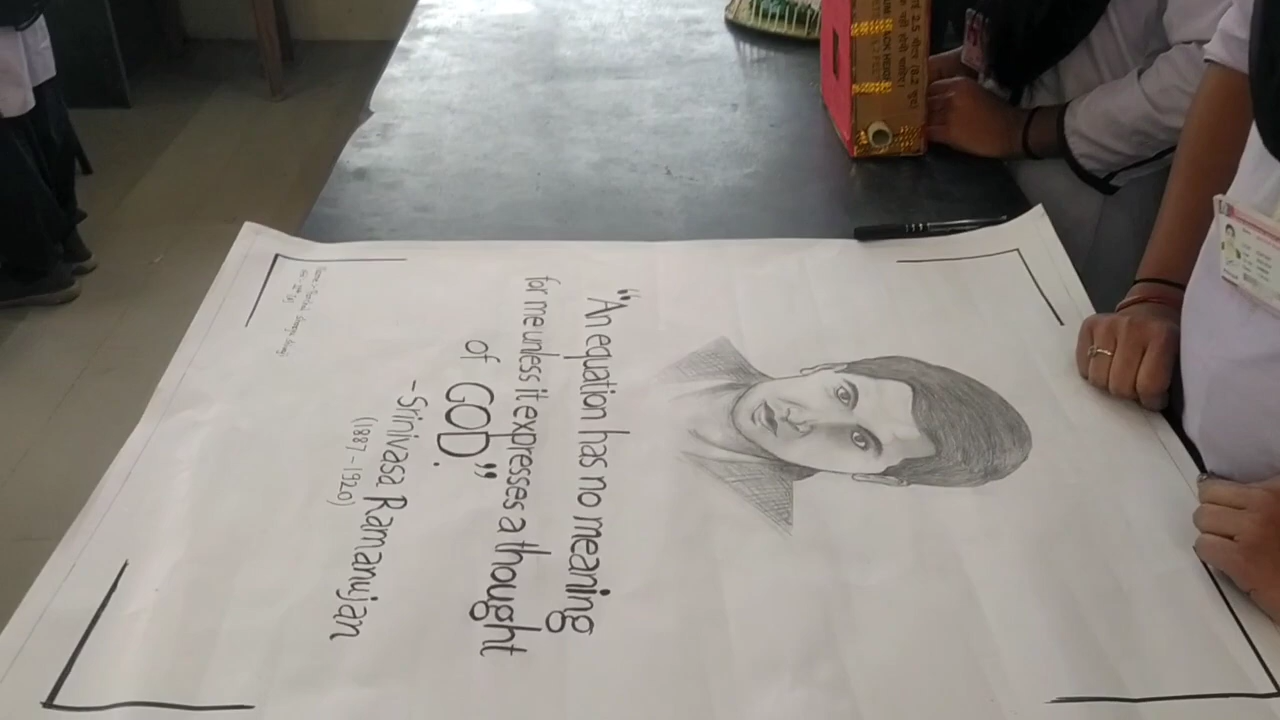 "An equation has no meaning
for me unless it expresses a thought
of GOD."
-Srinivasa Ramanujan
(1887-1920)